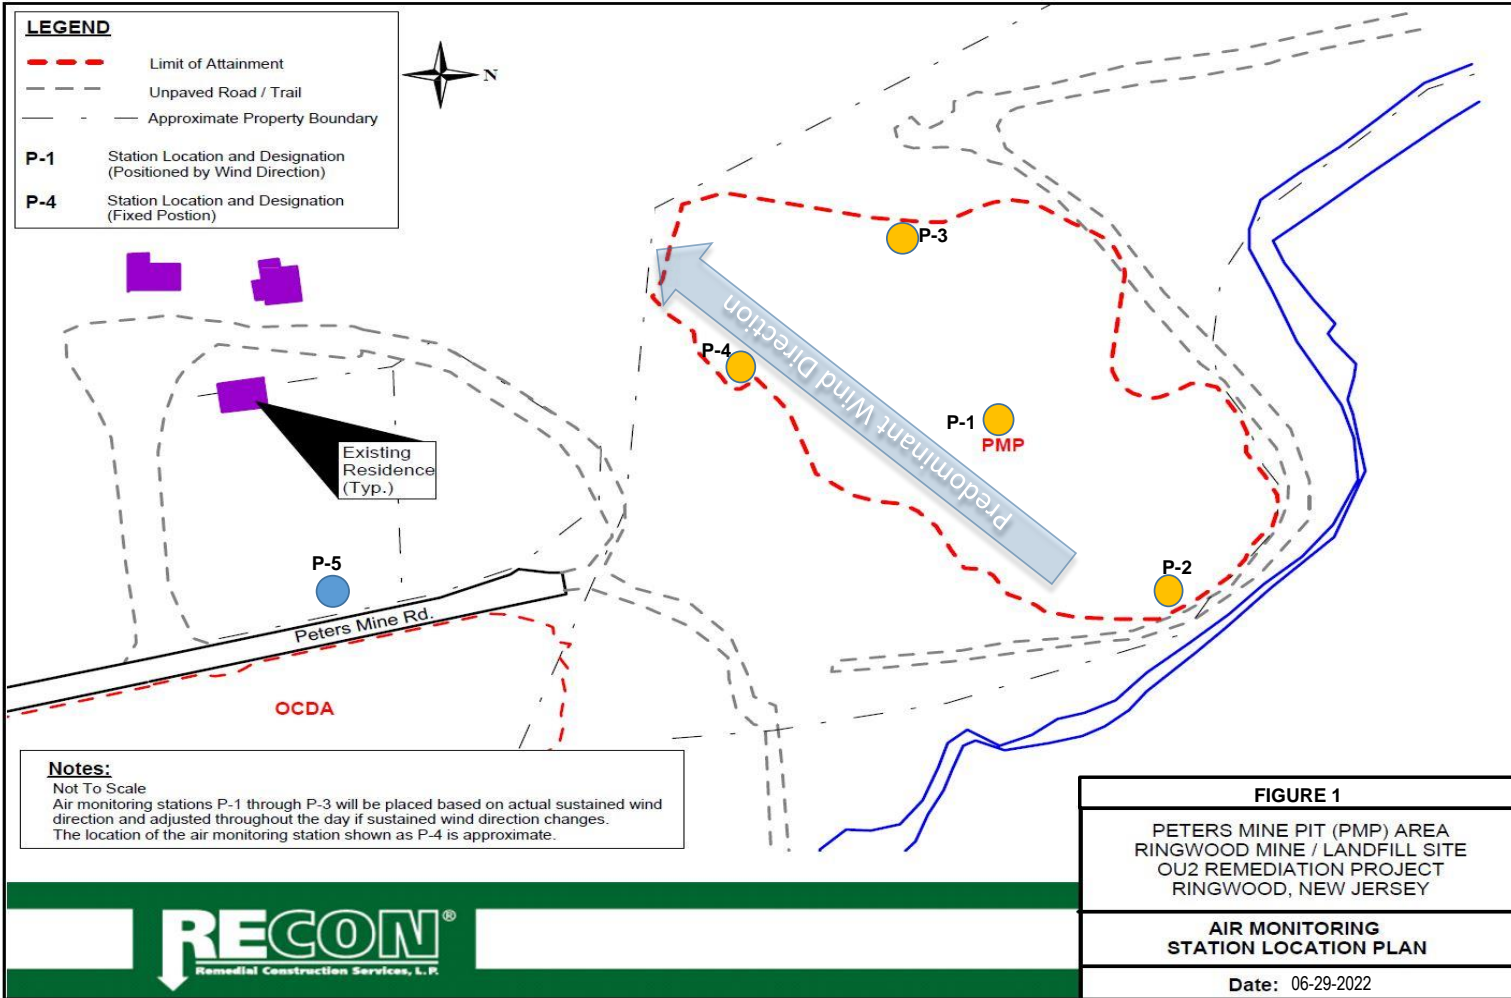 LEGEND
Limit of Attainment
Unpaved Road / Trail
Approximate Property Boundary
P-1 Station Location and Designation
(Positioned by Wind Direction)
P-4 Station Location and Designation
(Fixed Postion)
N
P-3
P-4
Predominant Wind Direction
P-1
PMP
P-2
Existing
Residence
(Typ.)
P-5
Peters Mine Rd.
OCDA
Notes:
Not To Scale
Air monitoring stations P-1 through P-3 will be placed based on actual sustained wind
direction and adjusted throughout the day if sustained wind direction changes.
The location of the air monitoring station shown as P-4 is approximate.
RECON®
Remedial Construction Services, L.P.
FIGURE 1
PETERS MINE PIT (PMP) AREA
RINGWOOD MINE / LANDFILL SITE
OU2 REMEDIATION PROJECT
RINGWOOD, NEW JERSEY
AIR MONITORING
STATION LOCATION PLAN
Date: 06-29-2022